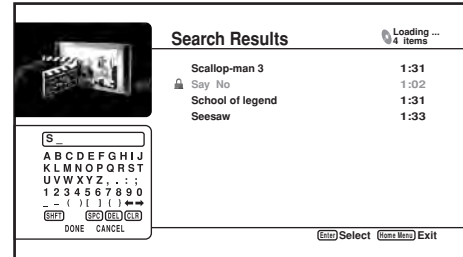 Search Results
Loading ...
4 items
Scallop-man 3 1:31
Say No 1:02
School of legend 1:31
Seesaw 1:33
S_
A B C D E F G H I J
K L M N O P Q R S T
U V W X Y Z , . : ;
1 2 3 4 5 6 7 8 9 0
_ – ( ) [ ] { } ⬅ ➡
SHFT SPC DEL CLR
DONE CANCEL
Enter Select Home Menu Exit